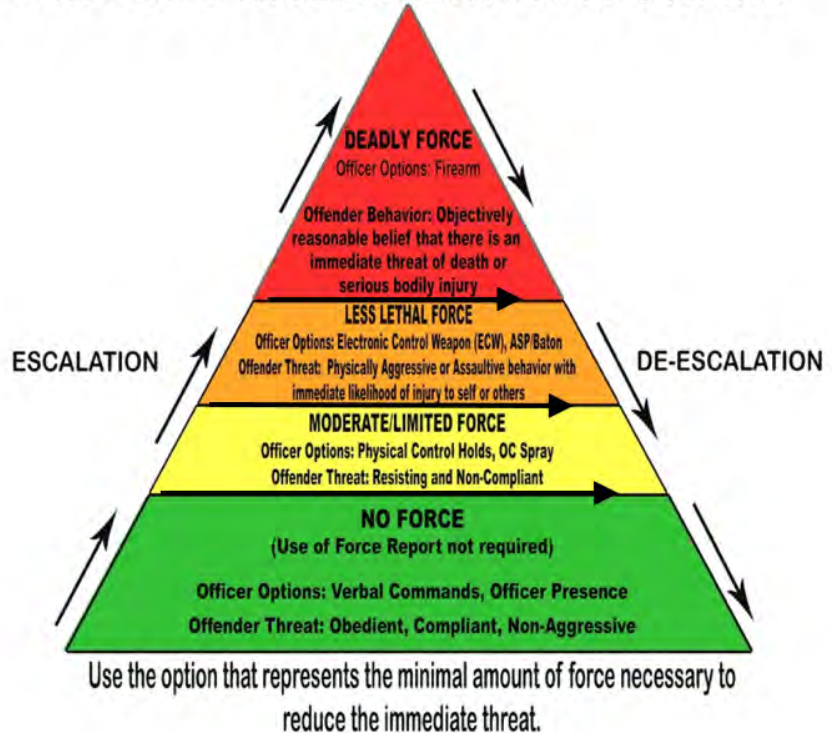 DEADLY FORCE
Officer Options: Firearm
Offender Behavior: Objectively
reasonable belief that there is an
immediate threat of death or
serious bodily injury
LESS LETHAL FORCE
Officer Options: Electronic Control Weapon (ECW), ASP/Baton
Offender Threat: Physically Aggressive or Assaultive behavior with
immediate likelihood of injury to self or others
ESCALATION
DE-ESCALATION
MODERATE/LIMITED FORCE
Officer Options: Physical Control Holds, OC Spray
Offender Threat: Resisting and Non-Compliant
NO FORCE
(Use of Force Report not required)
Officer Options: Verbal Commands, Officer Presence
Offender Threat: Obedient, Compliant, Non-Aggressive
Use the option that represents the minimal amount of force necessary to
reduce the immediate threat.